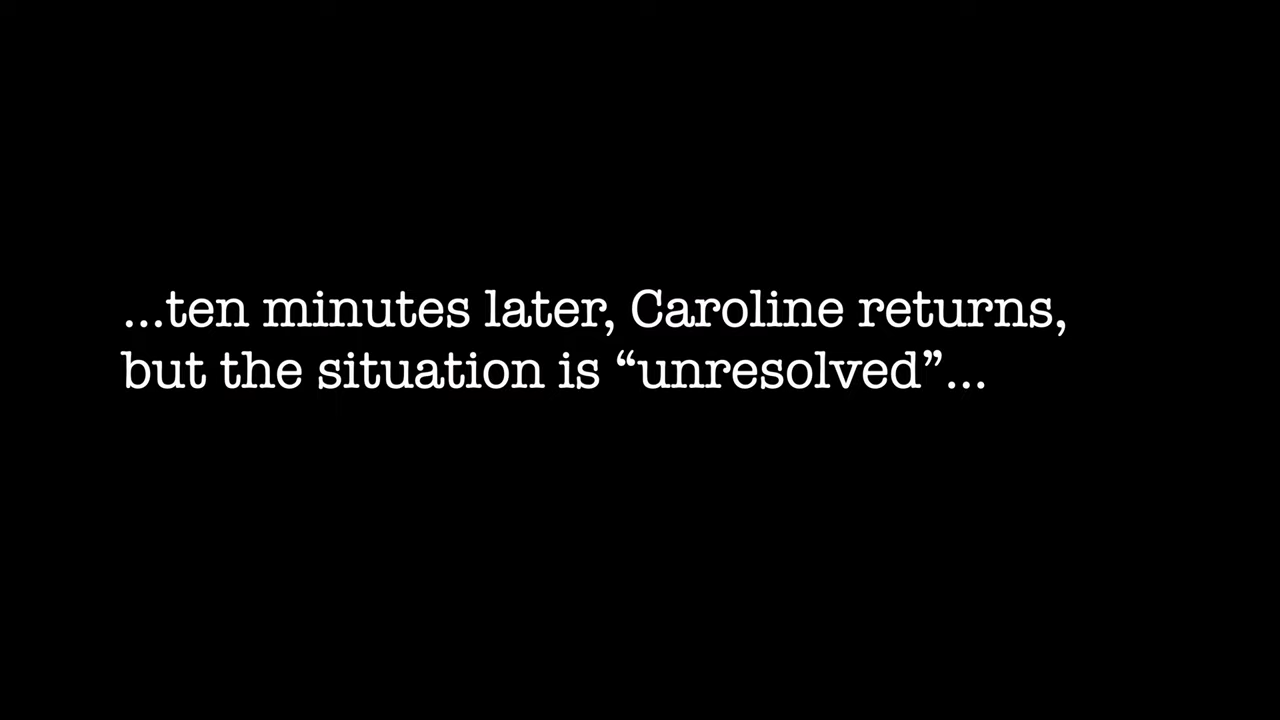 ...ten minutes later, Caroline returns,
but the situation is “unresolved”...